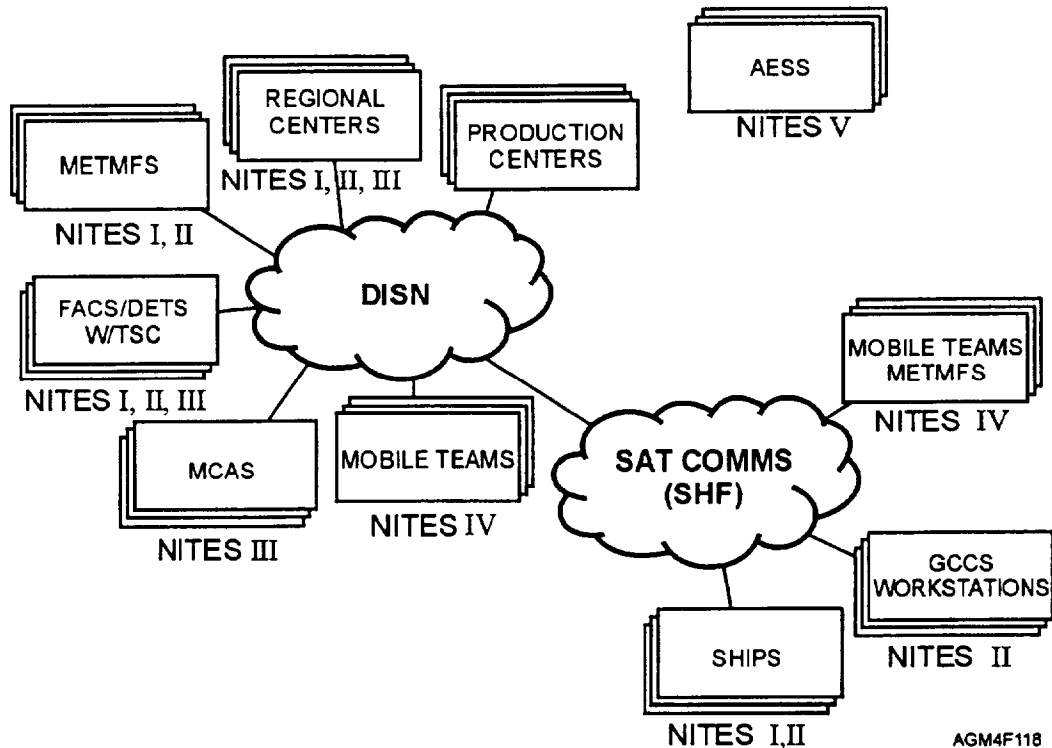 AESS
NITES V
REGIONAL
CENTERS
NITES I, II, III
PRODUCTION
CENTERS
METMFS
NITES I, II
DISN
FACS/DETS
W/TSC
NITES I, II, III
MOBILE TEAMS
METMFS
NITES IV
MCAS
NITES III
MOBILE TEAMS
NITES IV
SAT COMMS
(SHF)
GCCS
WORKSTATIONS
NITES II
SHIPS
NITES I,II
AGM4F118